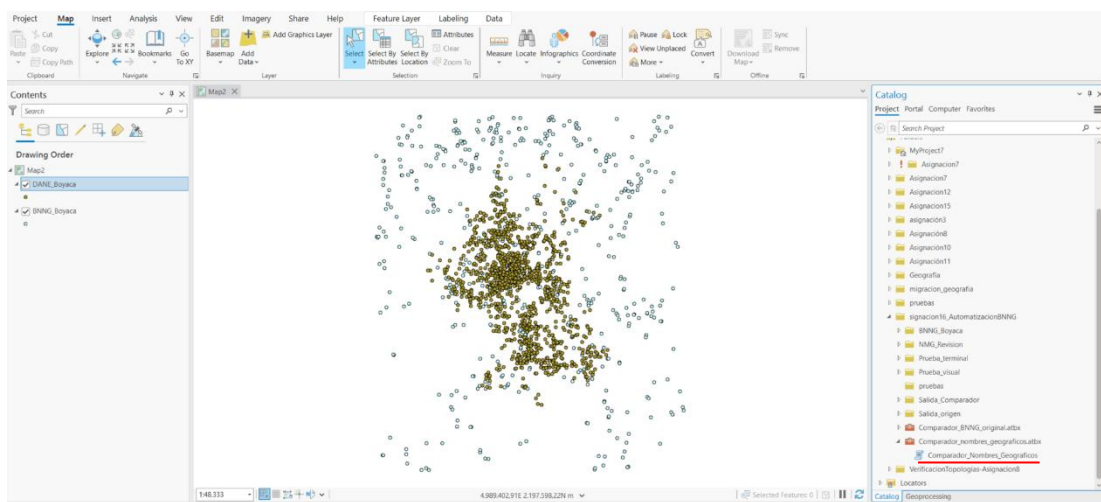 Project Map Insert Analysis View Edit Imagery Share Help Feature Layer Labeling Data
Cut
Copy
Copy Path
Paste
Clipboard
Explore
Bookmarks
Go To XY
Navigate
Basemap
Add Data
Add Graphics Layer
Layer
Select
Select By Attributes
Select By Location
Attributes
Clear
Zoom To
Selection
Measure
Locate
Infographics
Coordinate Conversion
Inquiry
Pause
Lock
View Unplaced
More
Convert
Labeling
Download Map
Sync
Remove
Offline
Contents
Search
Drawing Order
Map2
DANE_Boyaca
BNNG_Boyaca
Map2
1:48.333
4.989.402,91E 2.197.598,22N m
Selected Features: 0
Catalog
Project Portal Computer Favorites
Search Project
MyProject7
Asignacion7
Asignacion7
Asignacion12
Asignacion15
asignación3
Asignación8
Asignación10
Asignación11
Geografia
migracion_geografia
pruebas
signacion16_AutomatizacionBNNG
BNNG_Boyaca
NMG_Revision
Prueba_terminal
Prueba_visual
pruebas
Salida_Comparador
Salida_origen
Comparador_BNNG_original.atbx
Comparador_nombres_geograficos.atbx
Comparador_Nombres_Geograficos
VerificacionTopologias-Asignacion8
Locators
Catalog Geoprocessing